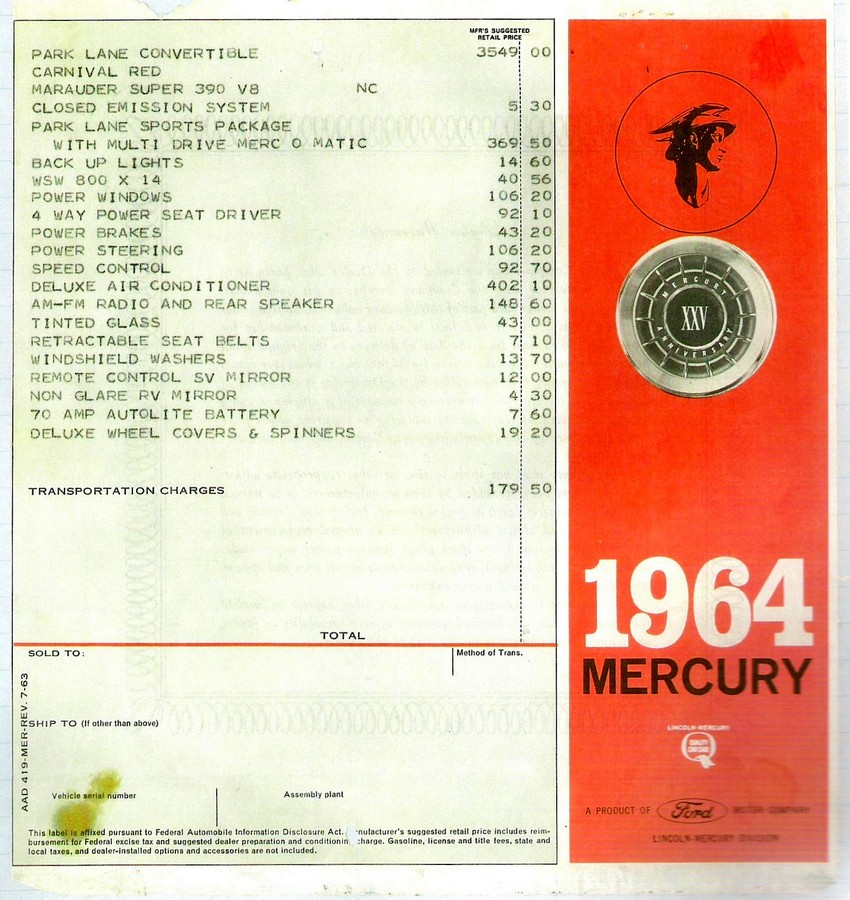 MFR'S SUGGESTED
RETAIL PRICE
PARK LANE CONVERTIBLE 3549 00
CARNIVAL RED
MARAUDER SUPER 390 V8 NC
CLOSED EMISSION SYSTEM 5 30
PARK LANE SPORTS PACKAGE
WITH MULTI DRIVE MERC O MATIC 369 50
BACK UP LIGHTS 14 60
WSW 800 X 14 40 56
POWER WINDOWS 106 20
4 WAY POWER SEAT DRIVER 92 10
POWER BRAKES 43 20
POWER STEERING 106 20
SPEED CONTROL 92 70
DELUXE AIR CONDITIONER 402 10
AM-FM RADIO AND REAR SPEAKER 148 60
TINTED GLASS 43 00
RETRACTABLE SEAT BELTS 7 10
WINDSHIELD WASHERS 13 70
REMOTE CONTROL SV MIRROR 12 00
NON GLARE RV MIRROR 4 30
70 AMP AUTOLITE BATTERY 7 60
DELUXE WHEEL COVERS & SPINNERS 19 20
TRANSPORTATION CHARGES 179 50
TOTAL
SOLD TO:
Method of Trans.
SHIP TO (If other than above)
Vehicle serial number
Assembly plant
This label is affixed pursuant to Federal Automobile Information Disclosure Act. nufacturer's suggested retail price includes reim-
bursement for Federal excise tax and suggested dealer preparation and conditionin charge. Gasoline, license and title fees, state and
local taxes, and dealer-installed options and accessories are not included.
AAD 419-MER-REV. 7-63
MERCURY
XXV
ANNIVERSARY
1964
MERCURY
LINCOLN-MERCURY
QUALITY
CAR CARE
A PRODUCT OF Ford MOTOR COMPANY
LINCOLN-MERCURY DIVISION